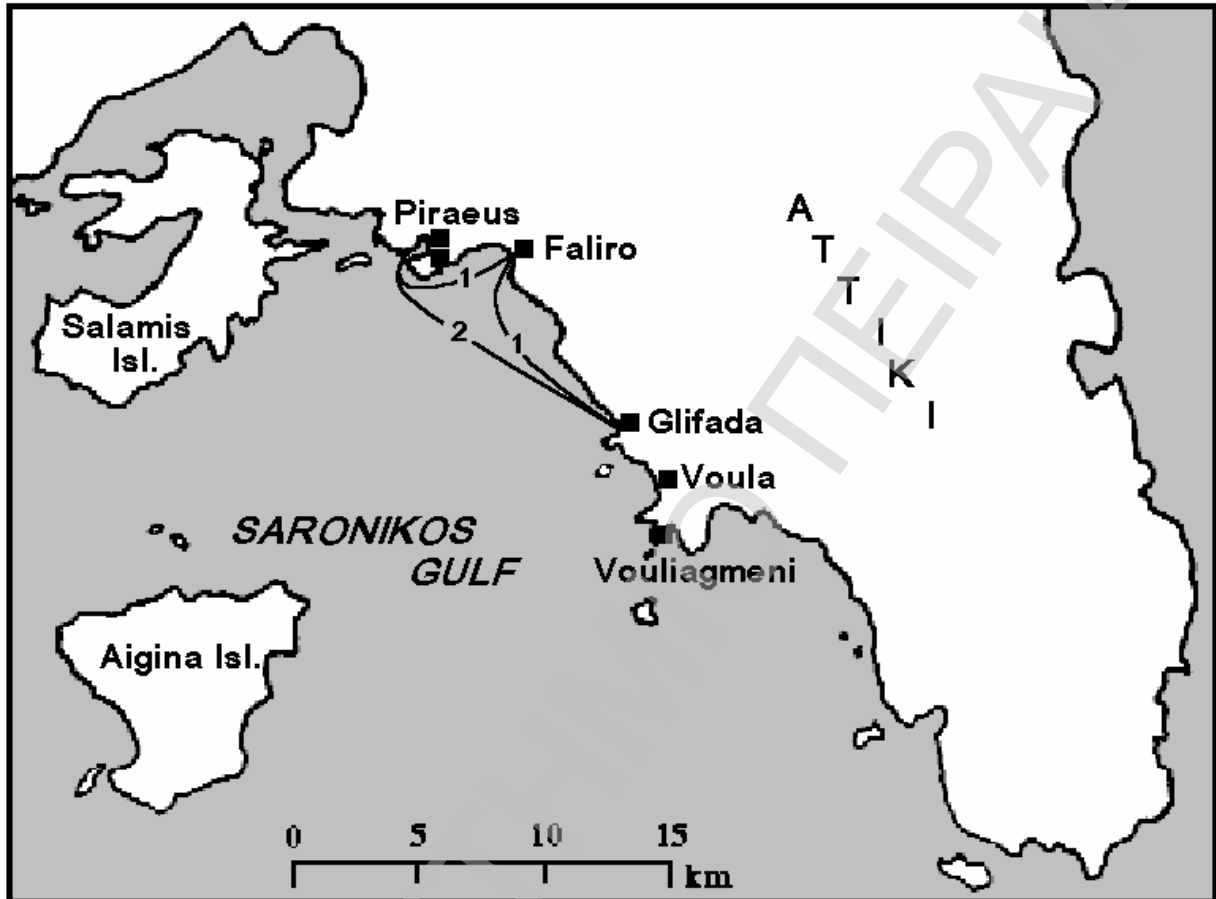 Piraeus
Faliro
1
2
1
Salamis
Isl.
A
T
T
I
K
I
Glifada
Voula
Vouliagmeni
SARONIKOS
GULF
Aigina Isl.
0 5 10 15
km
ΠΕΙΡΑ